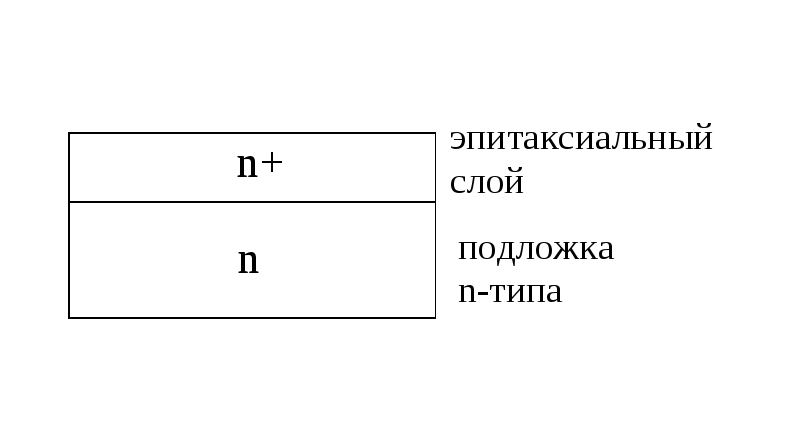 n+
эпитаксиальный
слой
n
подложка
n-типа